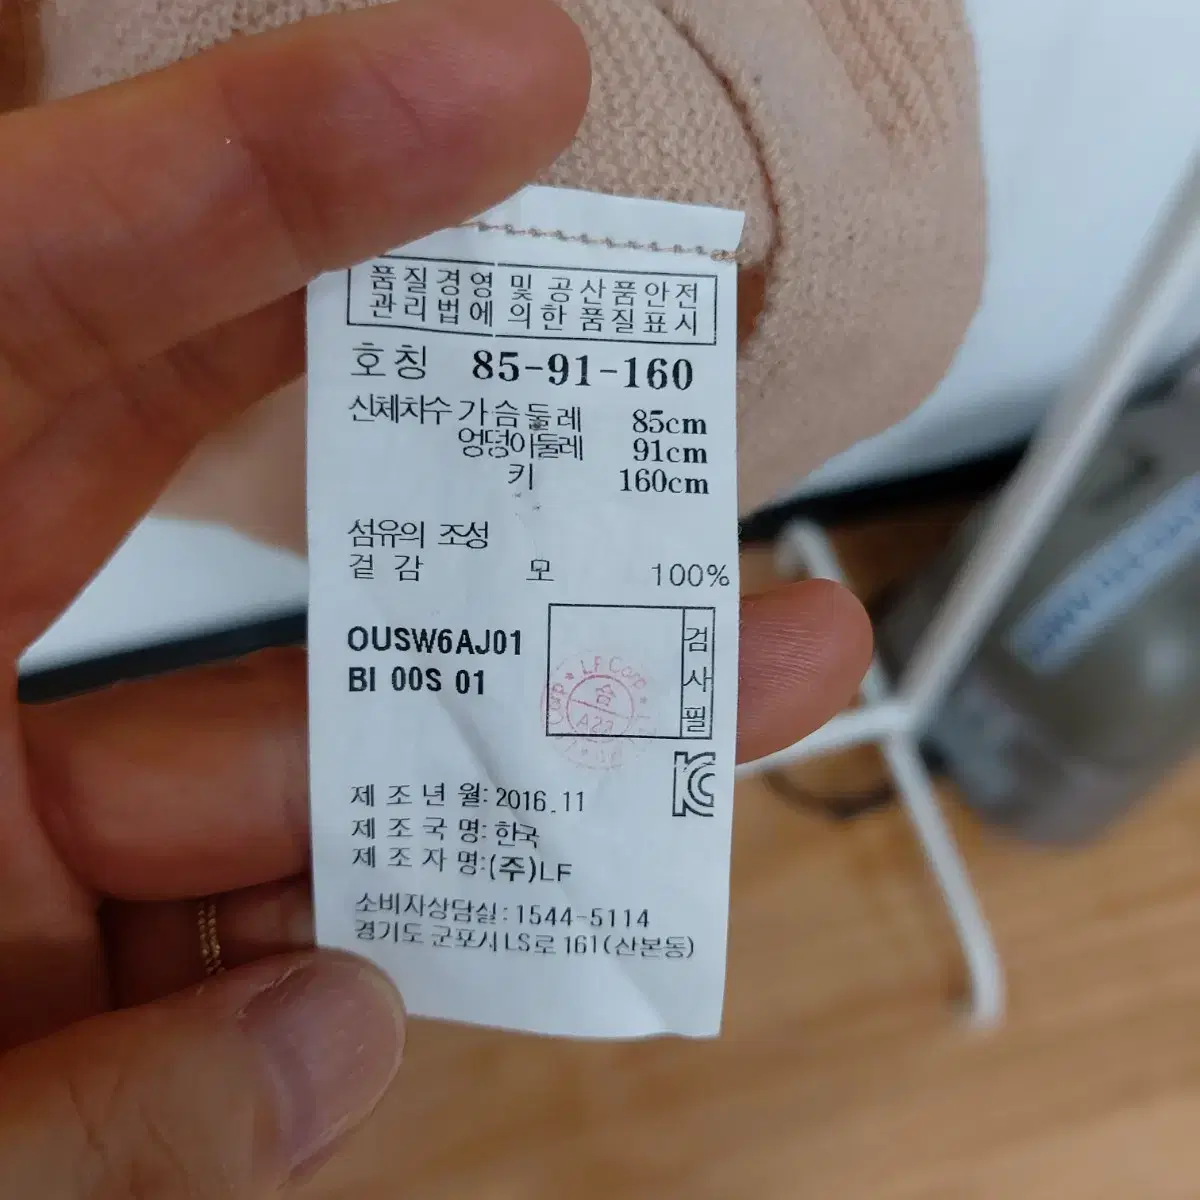 품질경영 및 공산품안전
관리법에 의한 품질표시
호칭 85-91-160
신체치수 가슴둘레 85cm
엉덩이둘레 91cm
키 160cm
섬유의 조성
겉감 모 100%
OUSW6AJ01
BI 00S 01
검사필
LF Corp
合
A22
제조년월: 2016.11
제조국명: 한국
제조자명:(주)LF
소비자상담실: 1544-5114
경기도 군포시 LS로 161(산본동)